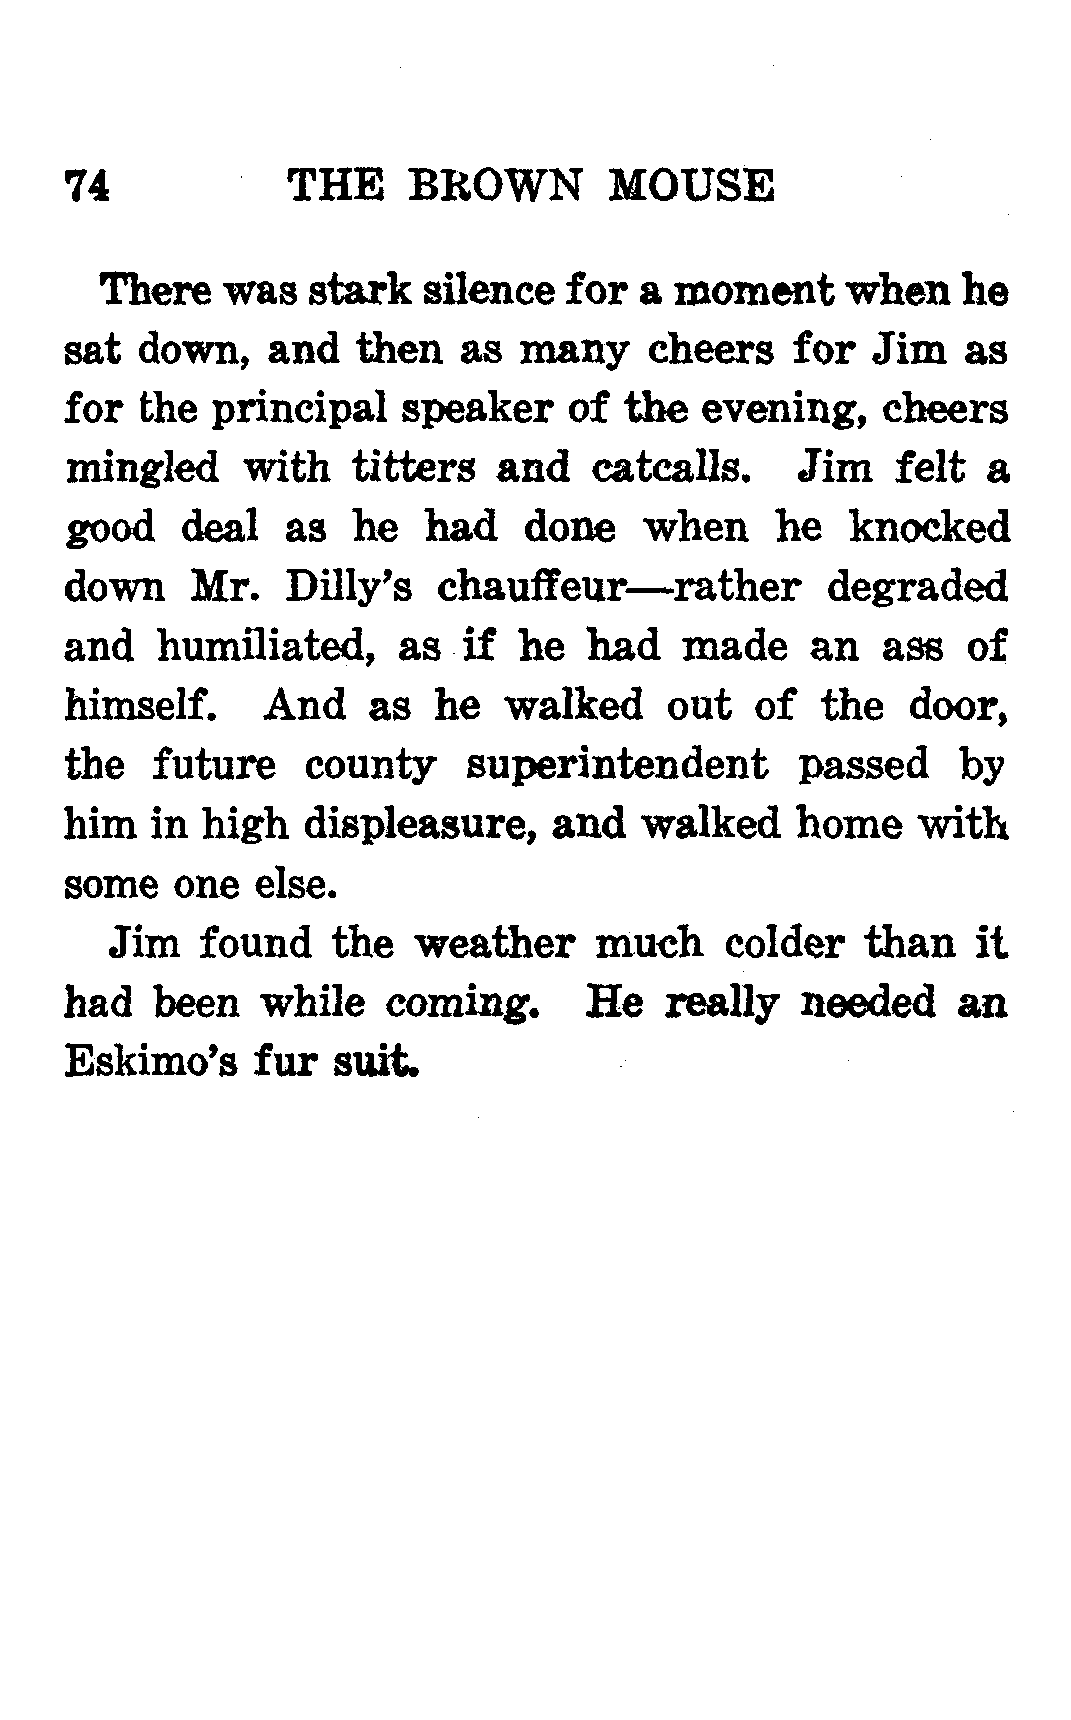 74 THE BROWN MOUSE
There was stark silence for a moment when he
sat down, and then as many cheers for Jim as
for the principal speaker of the evening, cheers
mingled with titters and catcalls. Jim felt a
good deal as he had done when he knocked
down Mr. Dilly's chauffeur—rather degraded
and humiliated, as if he had made an ass of
himself. And as he walked out of the door,
the future county superintendent passed by
him in high displeasure, and walked home with
some one else.
Jim found the weather much colder than it
had been while coming. He really needed an
Eskimo's fur suit.